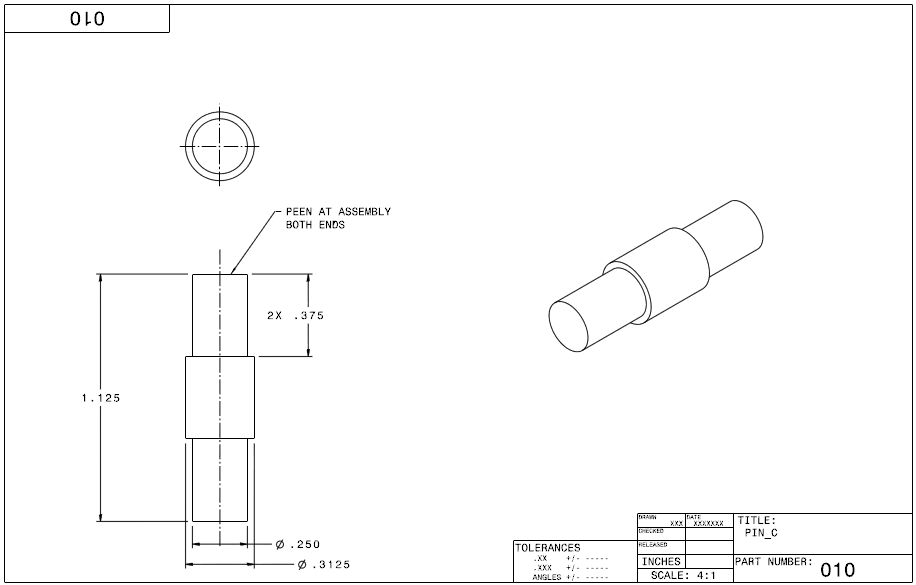 010
PEEN AT ASSEMBLY
BOTH ENDS
2X .375
1.125
Ø .250
Ø .3125
TOLERANCES
.XX +/- -----
.XXX +/- -----
ANGLES +/- -----
DRAWN
XXX
DATE
XXXXXXX
CHECKED
RELEASED
INCHES
SCALE: 4:1
TITLE:
PIN_C
PART NUMBER: 010